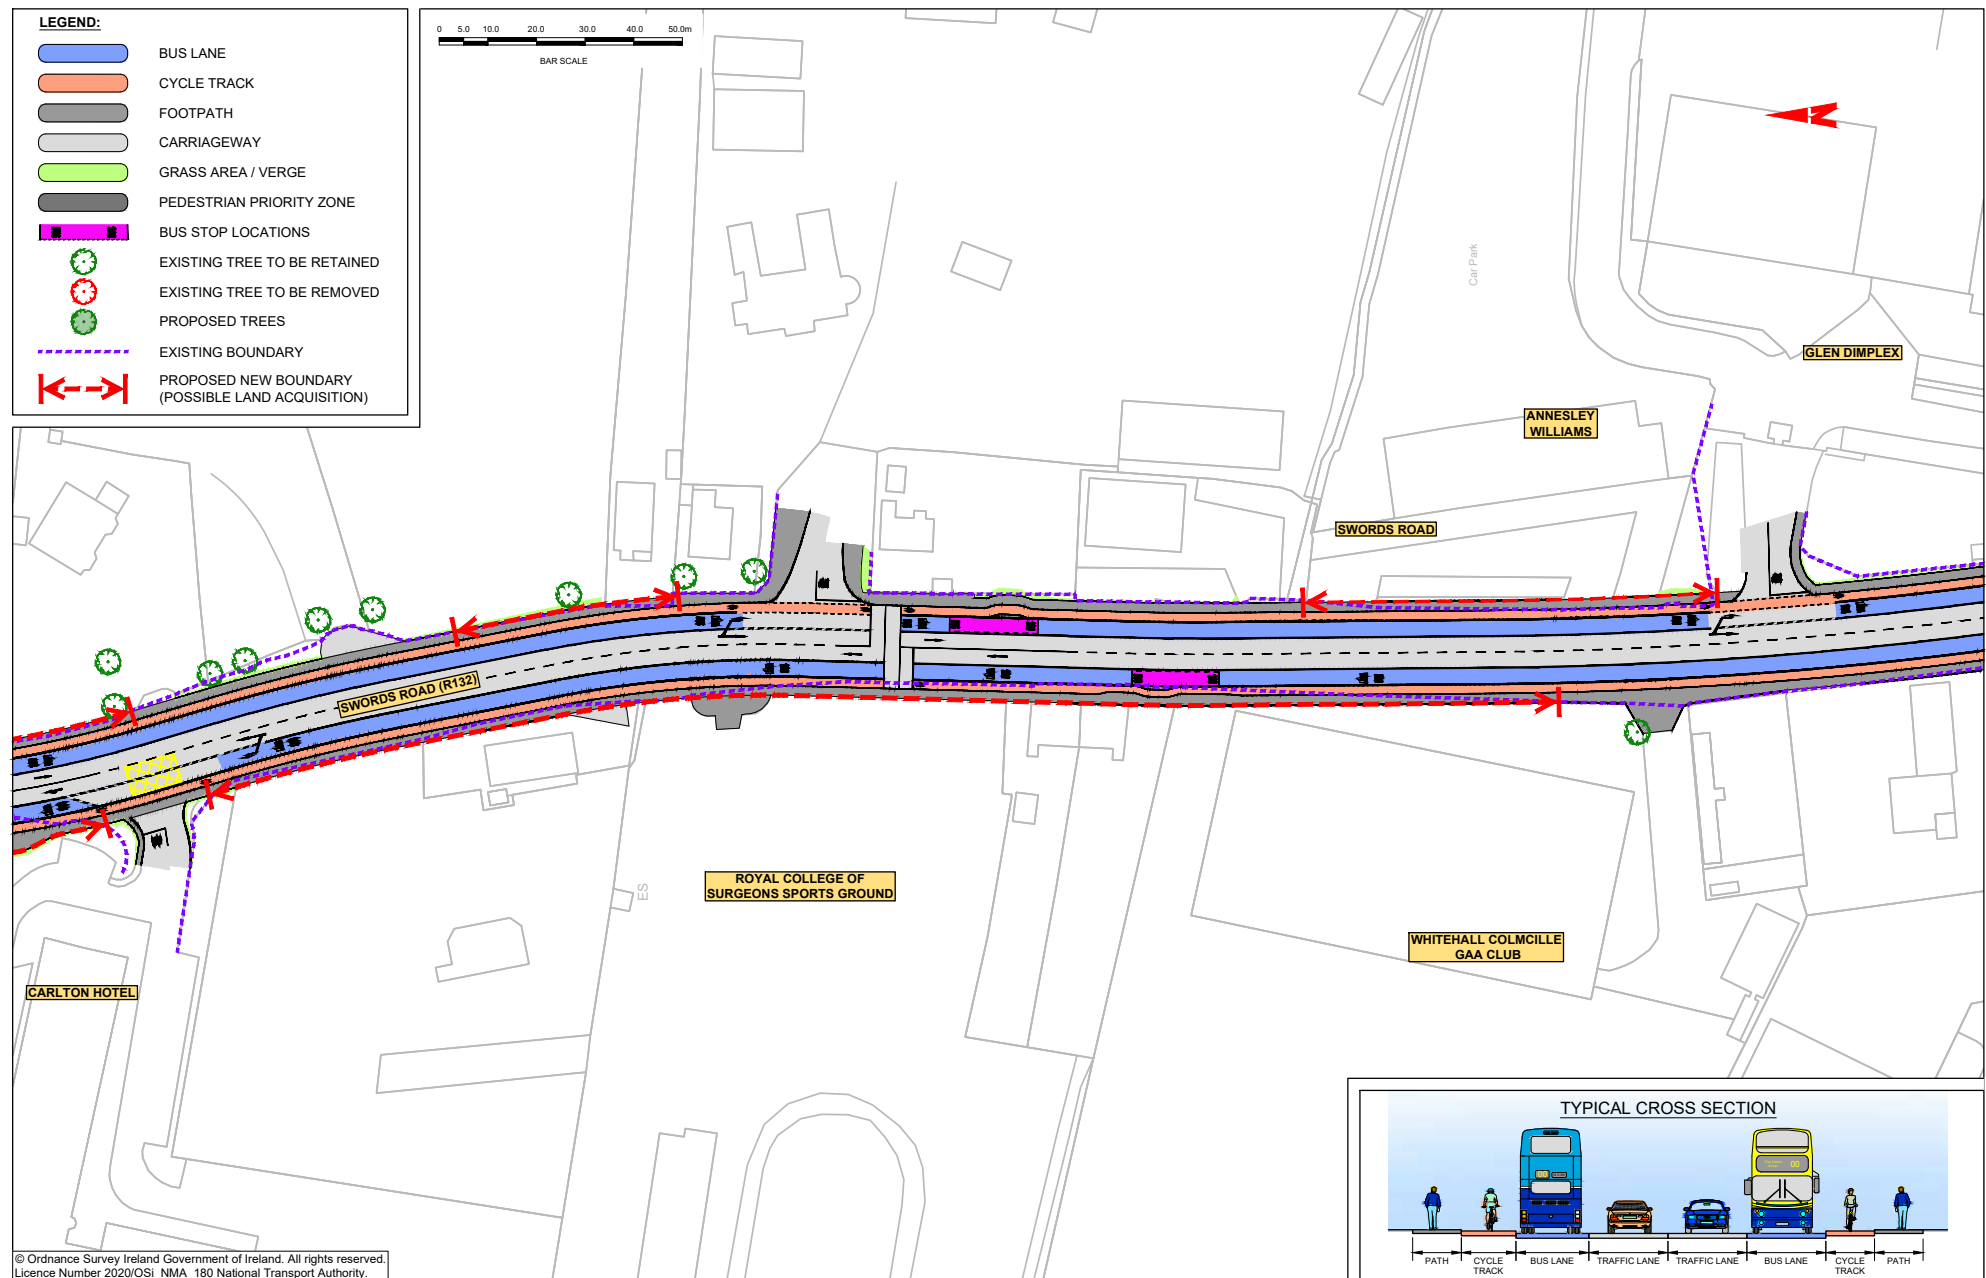 LEGEND:
BUS LANE
CYCLE TRACK
FOOTPATH
CARRIAGEWAY
GRASS AREA / VERGE
PEDESTRIAN PRIORITY ZONE
BUS STOP LOCATIONS
EXISTING TREE TO BE RETAINED
EXISTING TREE TO BE REMOVED
PROPOSED TREES
EXISTING BOUNDARY
PROPOSED NEW BOUNDARY
(POSSIBLE LAND ACQUISITION)
0 5.0 10.0 20.0 30.0 40.0 50.0m
BAR SCALE
Car Park
GLEN DIMPLEX
ANNESLEY
WILLIAMS
SWORDS ROAD
SWORDS ROAD (R132)
ES
ROYAL COLLEGE OF
SURGEONS SPORTS GROUND
WHITEHALL COLMCILLE
GAA CLUB
CARLTON HOTEL
TYPICAL CROSS SECTION
00
PATH
CYCLE
TRACK
BUS LANE
TRAFFIC LANE
TRAFFIC LANE
BUS LANE
CYCLE
TRACK
PATH
© Ordnance Survey Ireland Government of Ireland. All rights reserved.
Licence Number 2020/OSi_NMA_180 National Transport Authority.